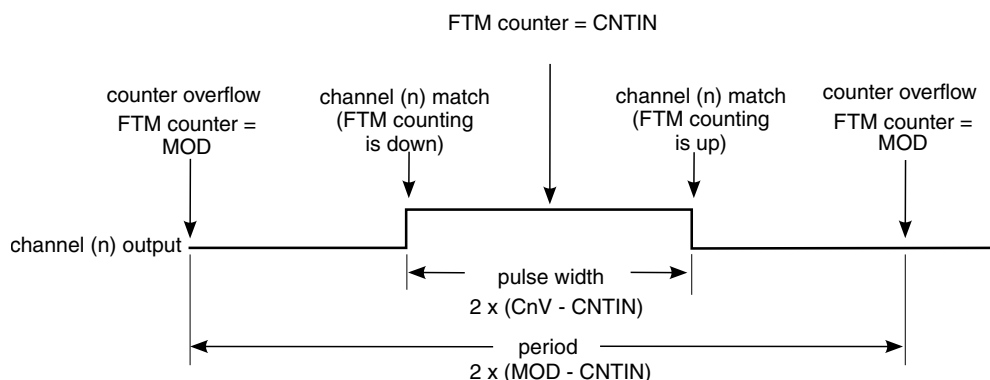 FTM counter = CNTIN
counter overflow
FTM counter =
MOD
channel (n) match
(FTM counting
is down)
channel (n) match
(FTM counting
is up)
counter overflow
FTM counter =
MOD
channel (n) output
pulse width
2 x (CnV - CNTIN)
period
2 x (MOD - CNTIN)